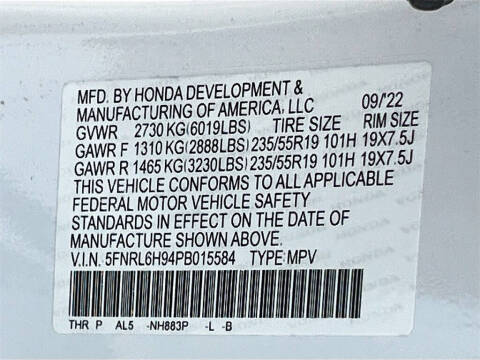 MFD. BY HONDA DEVELOPMENT &
MANUFACTURING OF AMERICA, LLC 09/'22
GVWR 2730 KG(6019LBS) TIRE SIZE RIM SIZE
GAWR F 1310 KG(2888LBS) 235/55R19 101H 19X7.5J
GAWR R 1465 KG(3230LBS) 235/55R19 101H 19X7.5J
THIS VEHICLE CONFORMS TO ALL APPLICABLE
FEDERAL MOTOR VEHICLE SAFETY
STANDARDS IN EFFECT ON THE DATE OF
MANUFACTURE SHOWN ABOVE.
V.I.N. 5FNRL6H94PB015584 TYPE: MPV
THR P AL5 -NH883P -L -B